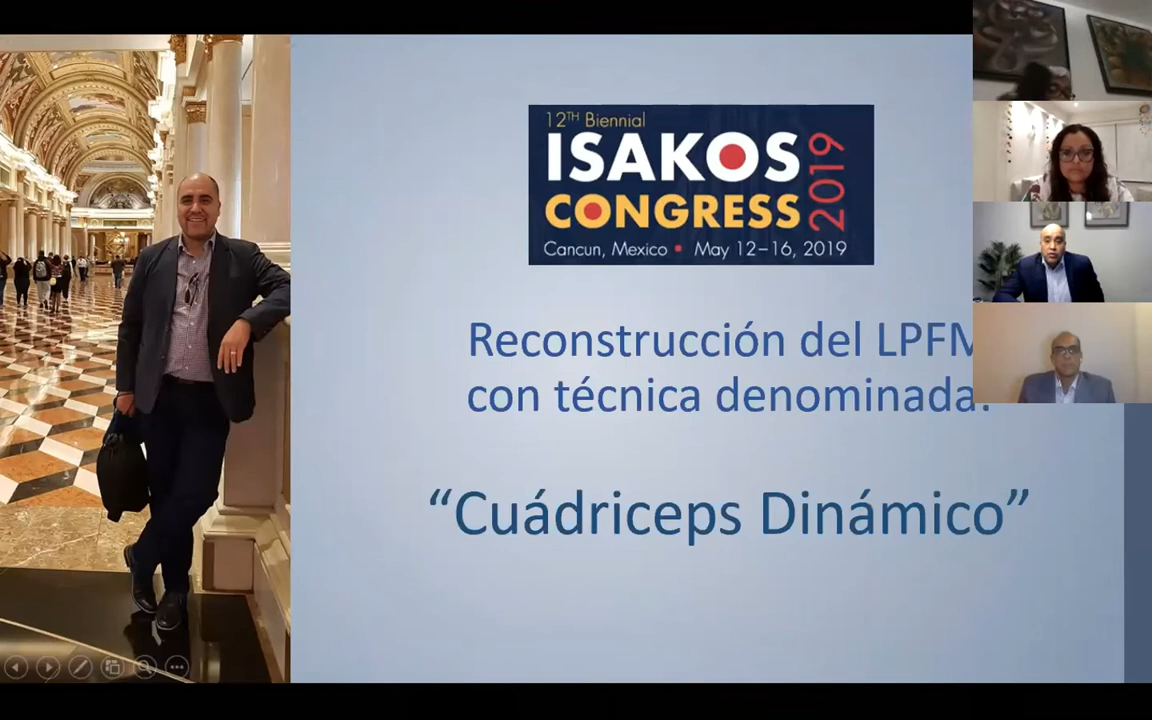 12TH Biennial
ISAKOS
CONGRESS
2019
Cancun, Mexico • May 12–16, 2019
Reconstrucción del LPFM
con técnica denominada:
“Cuádriceps Dinámico”